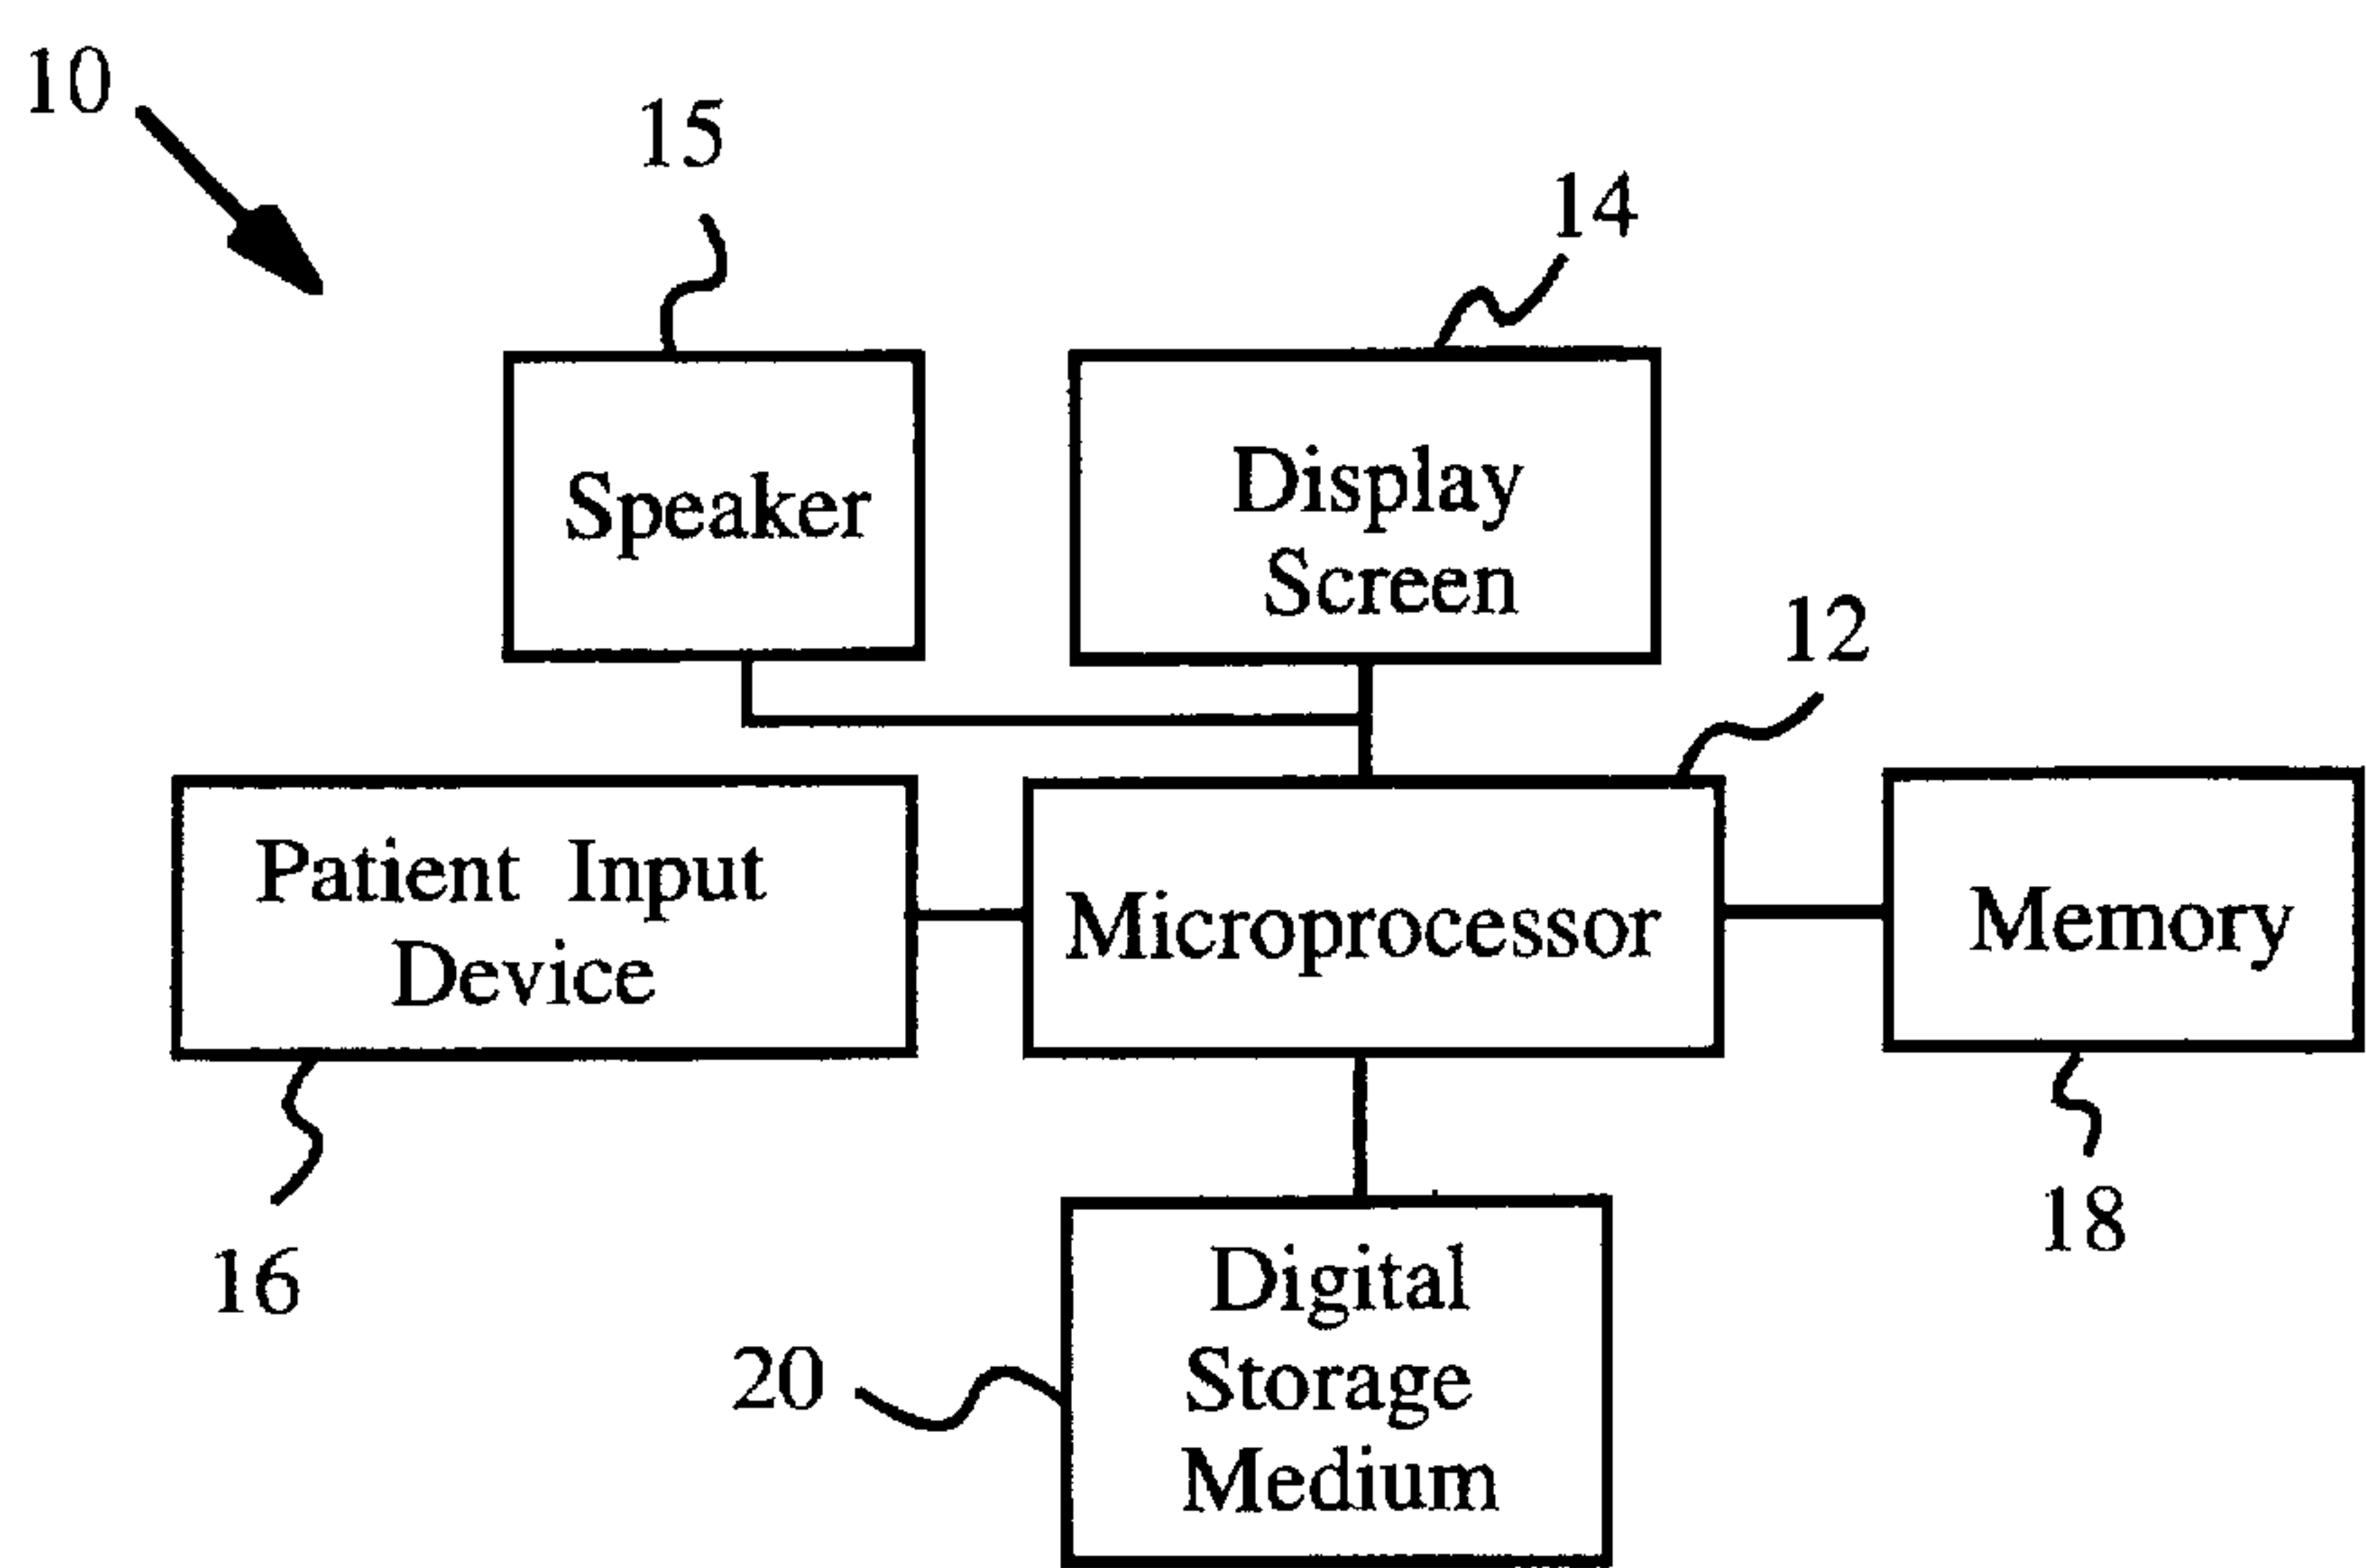 10
15
14
Speaker
Display
Screen
12
Patient Input
Device
Microprocessor
Memory
16
18
20
Digital
Storage
Medium